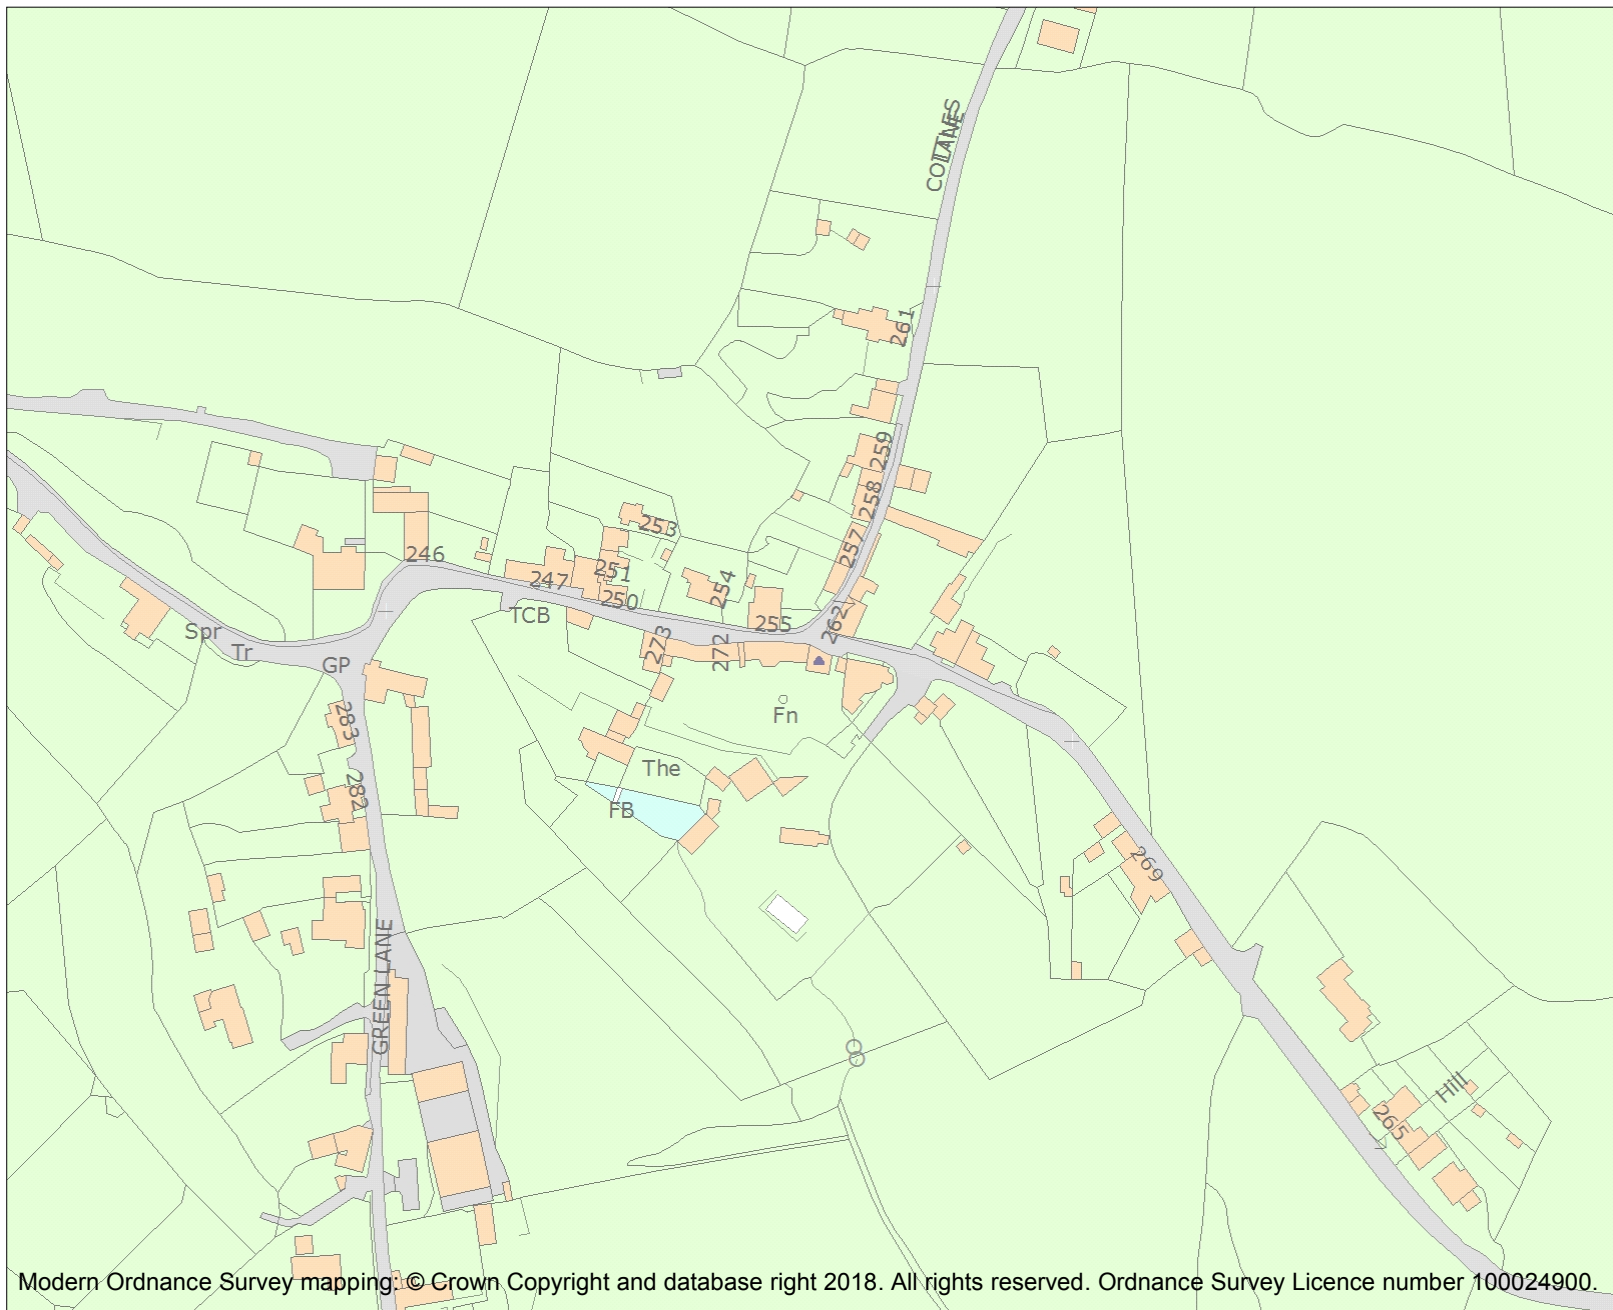 COTTLES
LANE
261
259
258
257
253
246
251
247
254
250
TCB
255
262
273
272
Spr
Tr
GP
Fn
283
The
282
FB
269
GREEN LANE
Hill
265
Modern Ordnance Survey mapping: © Crown Copyright and database right 2018. All rights reserved. Ordnance Survey Licence number 100024900.